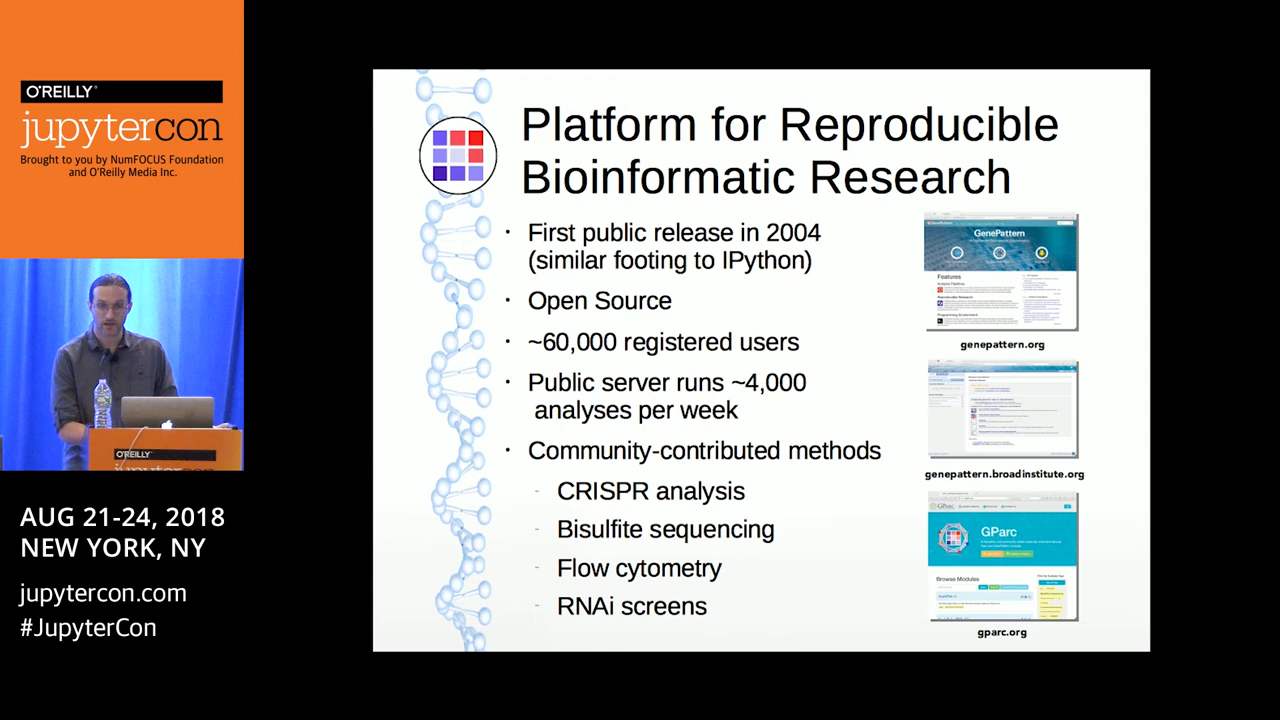 O'REILLY®
jupytercon
Brought to you by NumFOCUS Foundation
and O'Reilly Media Inc.
O'REILLY
jupytercon
AUG 21-24, 2018
NEW YORK, NY
jupytercon.com
#JupyterCon
Platform for Reproducible
Bioinformatic Research
· First public release in 2004
(similar footing to IPython)
· Open Source
· ~60,000 registered users
· Public server runs ~4,000
analyses per week
· Community-contributed methods
- CRISPR analysis
- Bisulfite sequencing
- Flow cytometry
- RNAi screens
GenePattern
Features
genepattern.org
genepattern.broadinstitute.org
GParc
GParc
Browse Modules
gparc.org